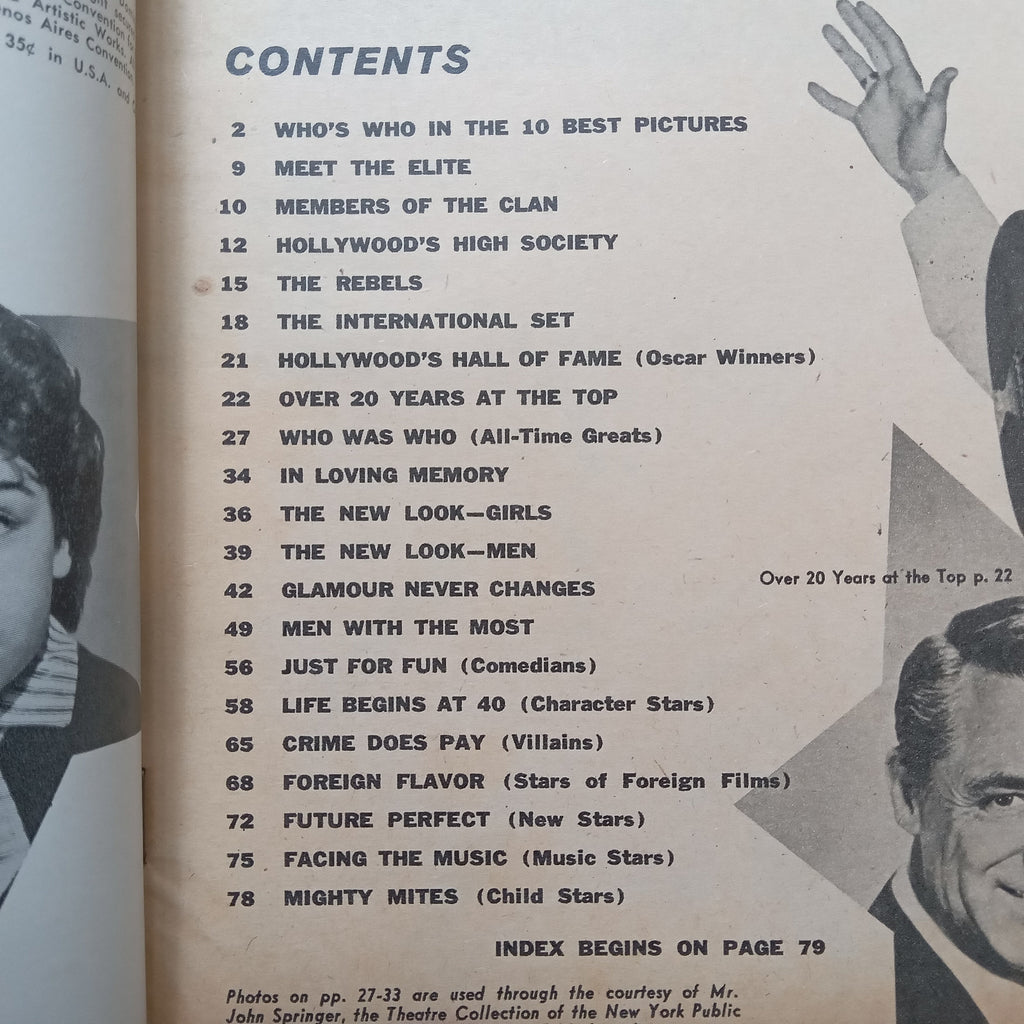 Convention
Artistic Works.
nos Aires Convention
35¢ in U.S.A. and
CONTENTS
2 WHO'S WHO IN THE 10 BEST PICTURES
9 MEET THE ELITE
10 MEMBERS OF THE CLAN
12 HOLLYWOOD'S HIGH SOCIETY
15 THE REBELS
18 THE INTERNATIONAL SET
21 HOLLYWOOD'S HALL OF FAME (Oscar Winners)
22 OVER 20 YEARS AT THE TOP
27 WHO WAS WHO (All-Time Greats)
34 IN LOVING MEMORY
36 THE NEW LOOK—GIRLS
39 THE NEW LOOK—MEN
42 GLAMOUR NEVER CHANGES
49 MEN WITH THE MOST
56 JUST FOR FUN (Comedians)
58 LIFE BEGINS AT 40 (Character Stars)
65 CRIME DOES PAY (Villains)
68 FOREIGN FLAVOR (Stars of Foreign Films)
72 FUTURE PERFECT (New Stars)
75 FACING THE MUSIC (Music Stars)
78 MIGHTY MITES (Child Stars)
INDEX BEGINS ON PAGE 79
Over 20 Years at the Top p. 22
Photos on pp. 27-33 are used through the courtesy of Mr.
John Springer, the Theatre Collection of the New York Public